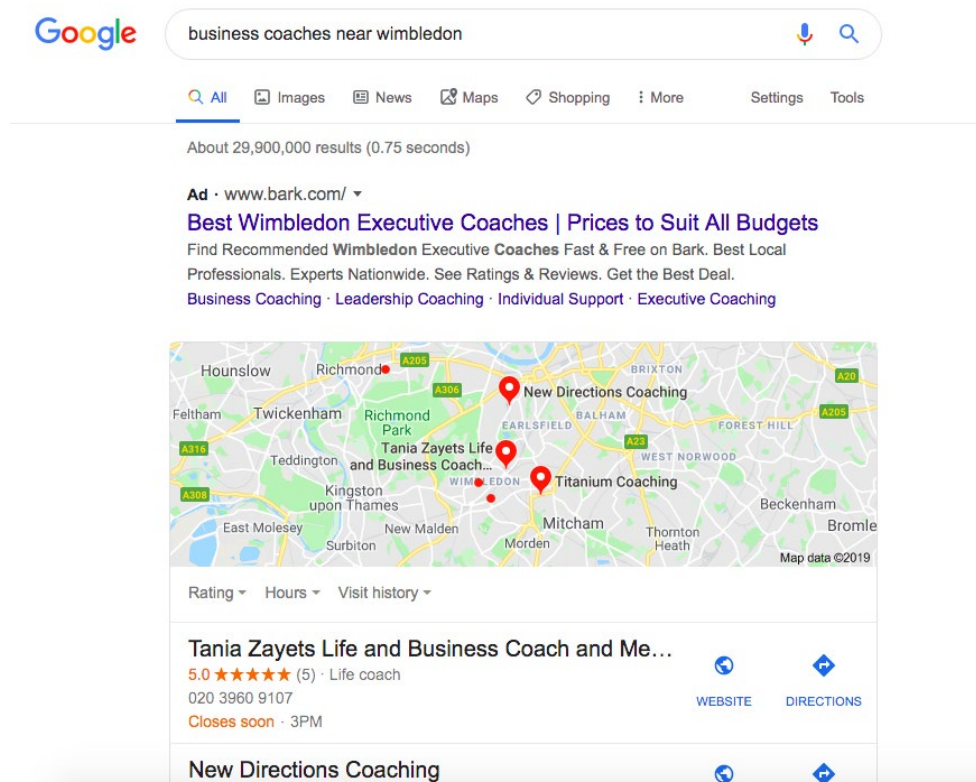 Google
business coaches near wimbledon
All Images News Maps Shopping More Settings Tools
About 29,900,000 results (0.75 seconds)
Ad · www.bark.com/
Best Wimbledon Executive Coaches | Prices to Suit All Budgets
Find Recommended Wimbledon Executive Coaches Fast & Free on Bark. Best Local
Professionals. Experts Nationwide. See Ratings & Reviews. Get the Best Deal.
Business Coaching · Leadership Coaching · Individual Support · Executive Coaching
Hounslow
Richmond
A205
A306
BRIXTON
A20
New Directions Coaching
Feltham
Twickenham
Richmond
Park
EARLSFIELD
BALHAM
FOREST HILL
A205
A316
Tania Zayets Life
and Business Coach...
A23
WEST NORWOOD
Teddington
WIMBLEDON
Titanium Coaching
A308
Kingston
upon Thames
Beckenham
East Molesey
New Malden
Mitcham
Thornton
Heath
Bromle
Surbiton
Morden
Map data ©2019
Rating Hours Visit history
Tania Zayets Life and Business Coach and Me...
5.0 ★★★★★ (5) · Life coach
020 3960 9107
Closes soon · 3PM
WEBSITE DIRECTIONS
New Directions Coaching